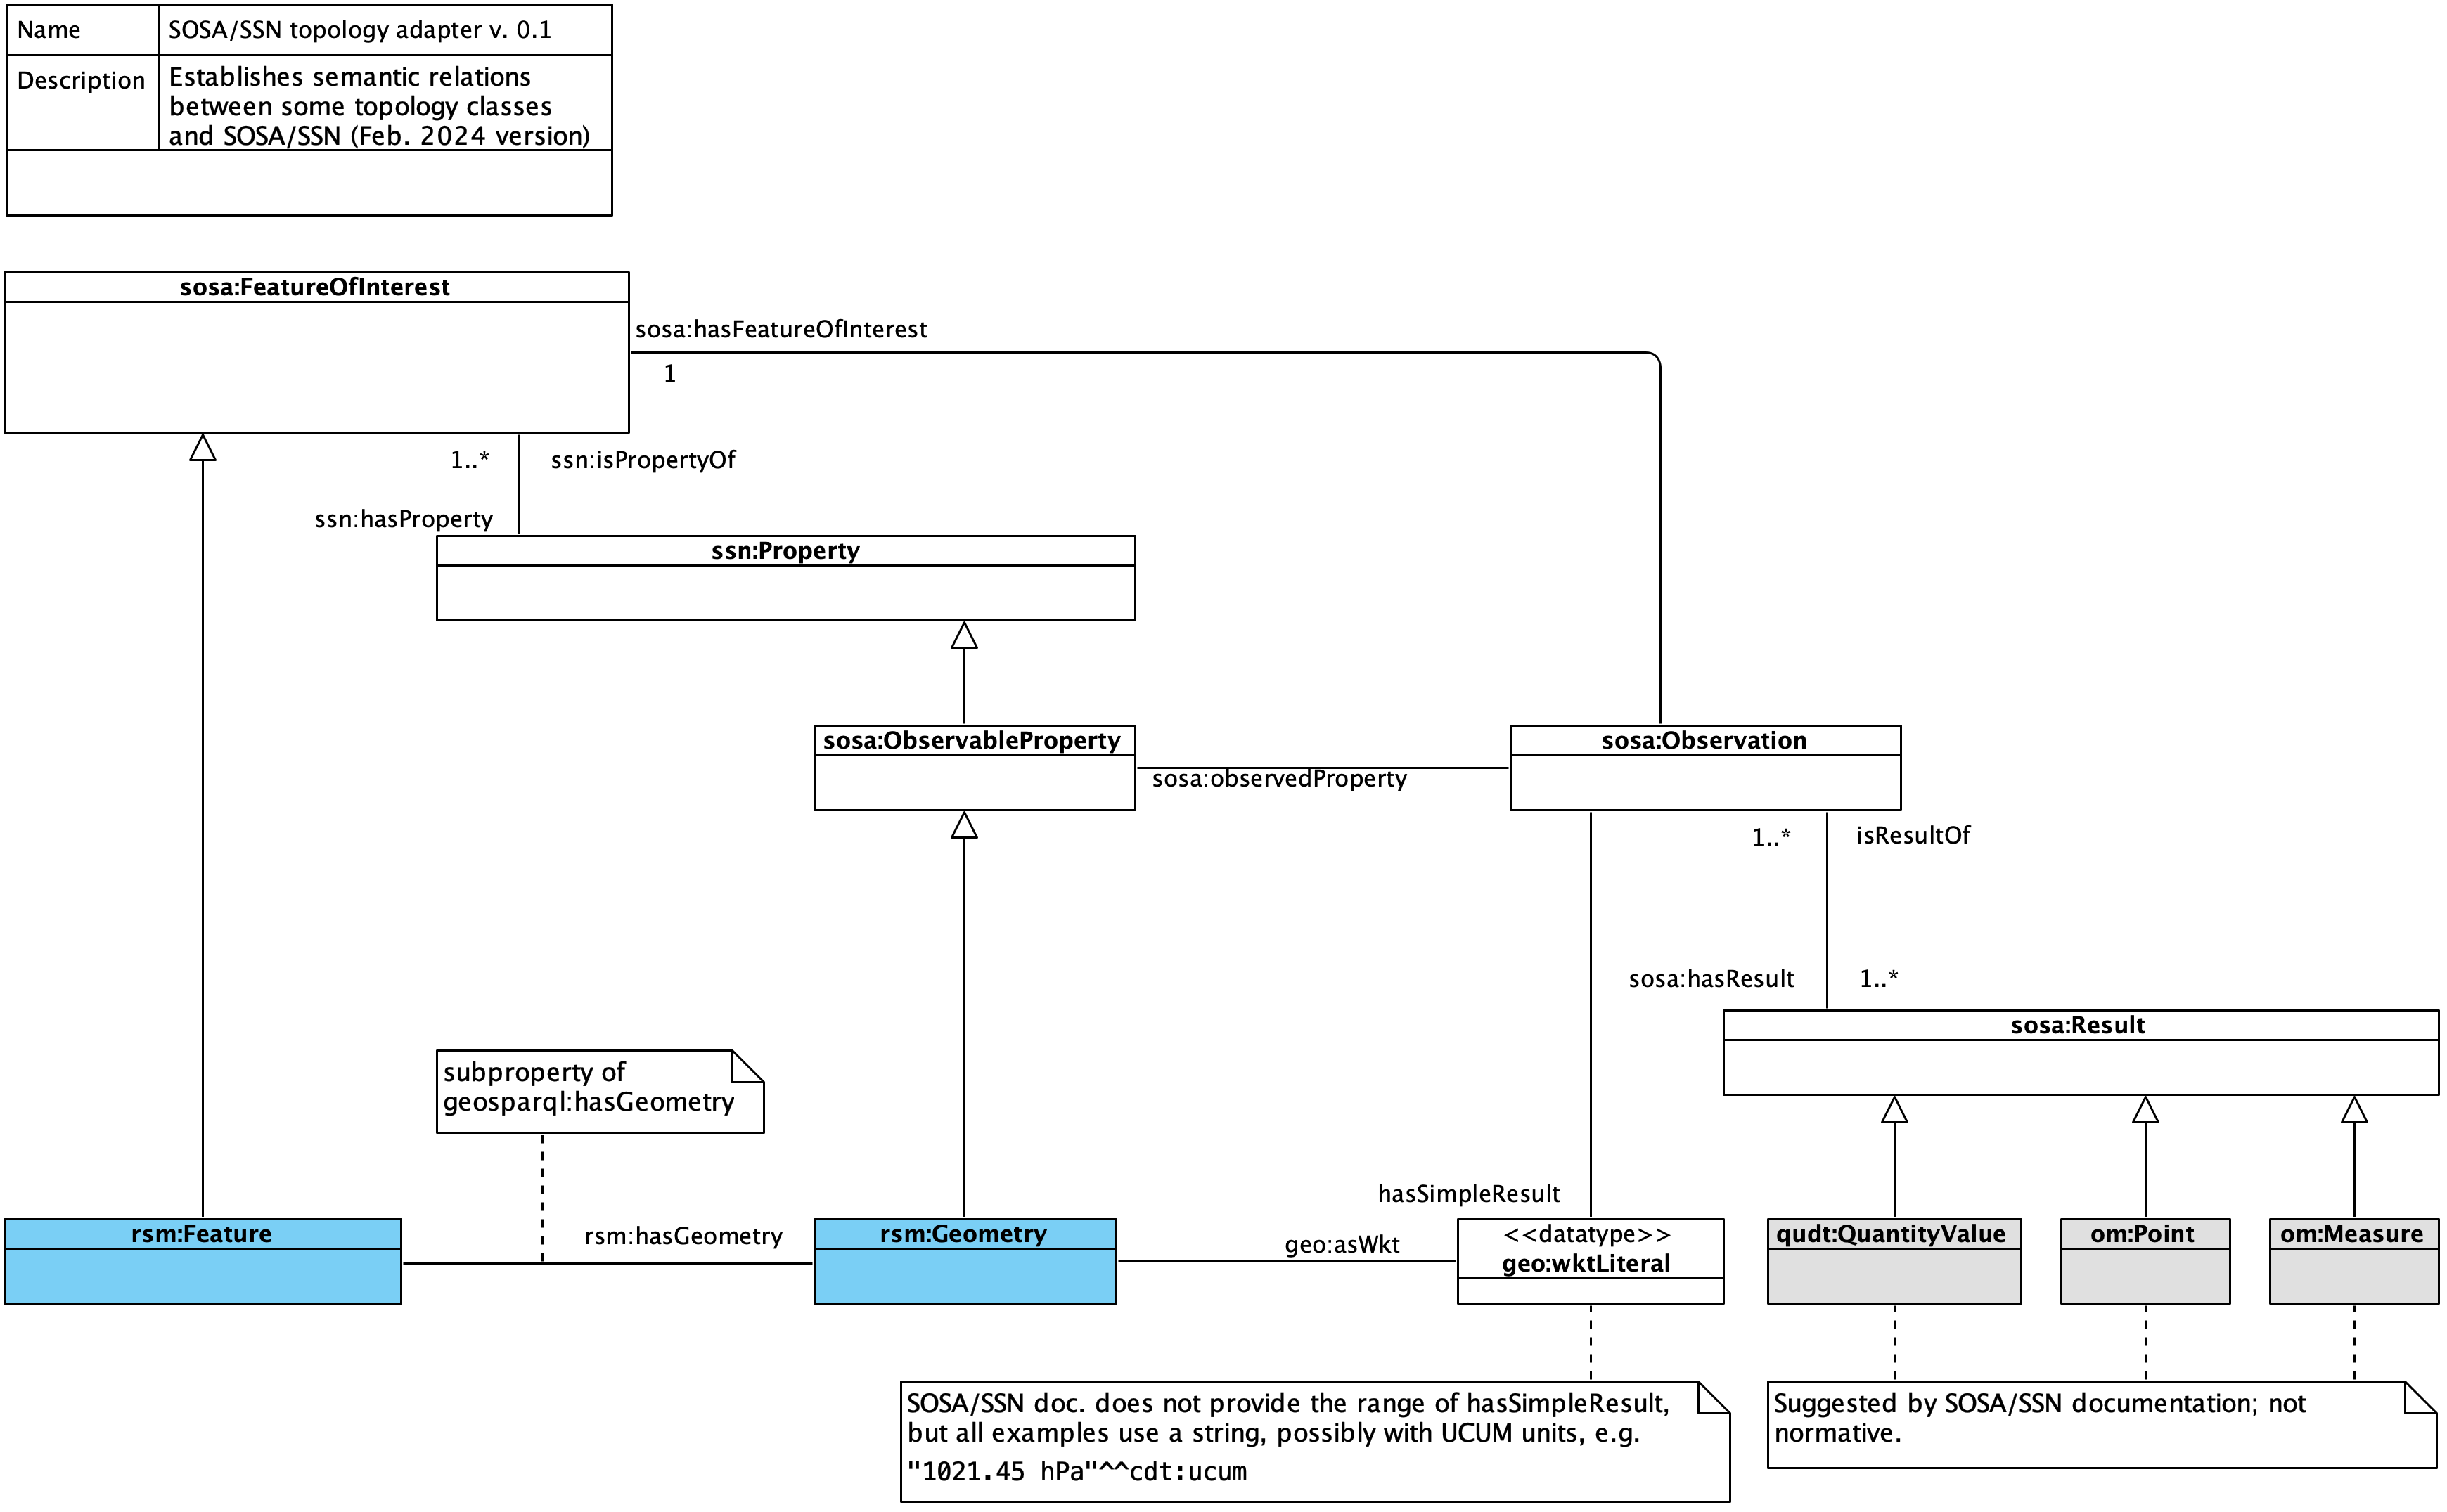 Name
SOSA/SSN topology adapter v. 0.1
Description
Establishes semantic relations
between some topology classes
and SOSA/SSN (Feb. 2024 version)
sosa:FeatureOfInterest
sosa:hasFeatureOfInterest
1
1..*
ssn:isPropertyOf
ssn:hasProperty
ssn:Property
sosa:ObservableProperty
sosa:observedProperty
sosa:Observation
1..*
isResultOf
sosa:hasResult
1..*
sosa:Result
subproperty of
geosparql:hasGeometry
hasSimpleResult
rsm:Feature
rsm:hasGeometry
rsm:Geometry
geo:asWkt
<<datatype>>
geo:wktLiteral
qudt:QuantityValue
om:Point
om:Measure
SOSA/SSN doc. does not provide the range of hasSimpleResult,
but all examples use a string, possibly with UCUM units, e.g.
"1021.45 hPa"^^cdt:ucum
Suggested by SOSA/SSN documentation; not
normative.